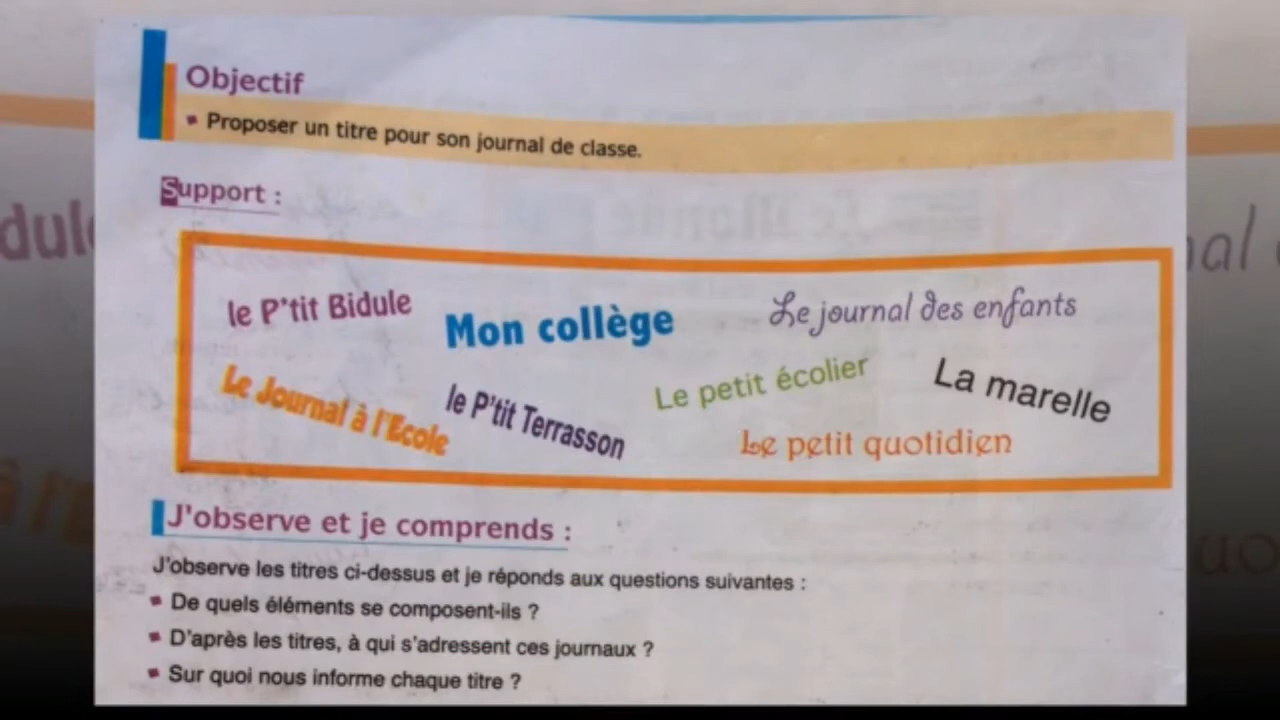 Objectif
Proposer un titre pour son journal de classe.
Support :
le P'tit Bidule
Mon collège
Le journal des enfants
Le Journal à l'Ecole
le P'tit Terrasson
Le petit écolier
La marelle
Le petit quotidien
J'observe et je comprends :
J'observe les titres ci-dessus et je réponds aux questions suivantes :
De quels éléments se composent-ils ?
D'après les titres, à qui s'adressent ces journaux ?
Sur quoi nous informe chaque titre ?